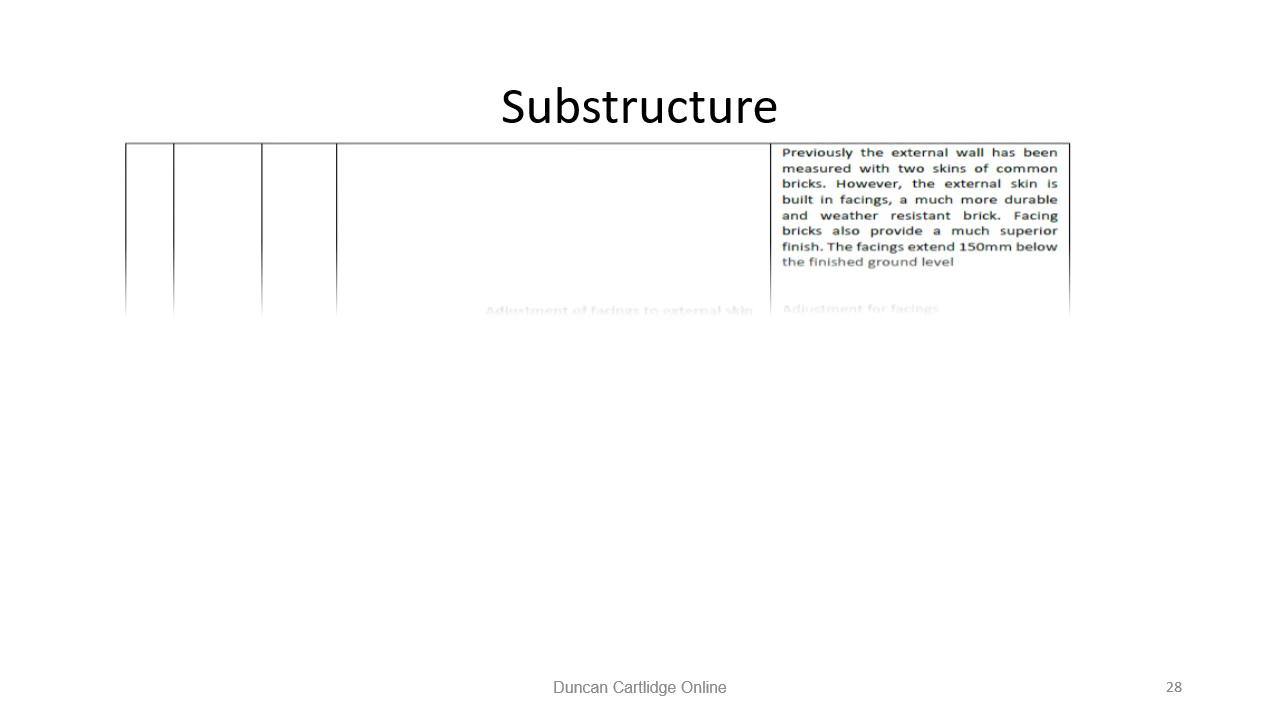 Substructure
Previously the external wall has been
measured with two skins of common
bricks. However, the external skin is
built in facings, a much more durable
and weather resistant brick. Facing
bricks also provide a much superior
finish. The facings extend 150mm below
the finished ground level
Adjustment of facings to external skin
Adjustment for facings
Duncan Cartlidge Online
28